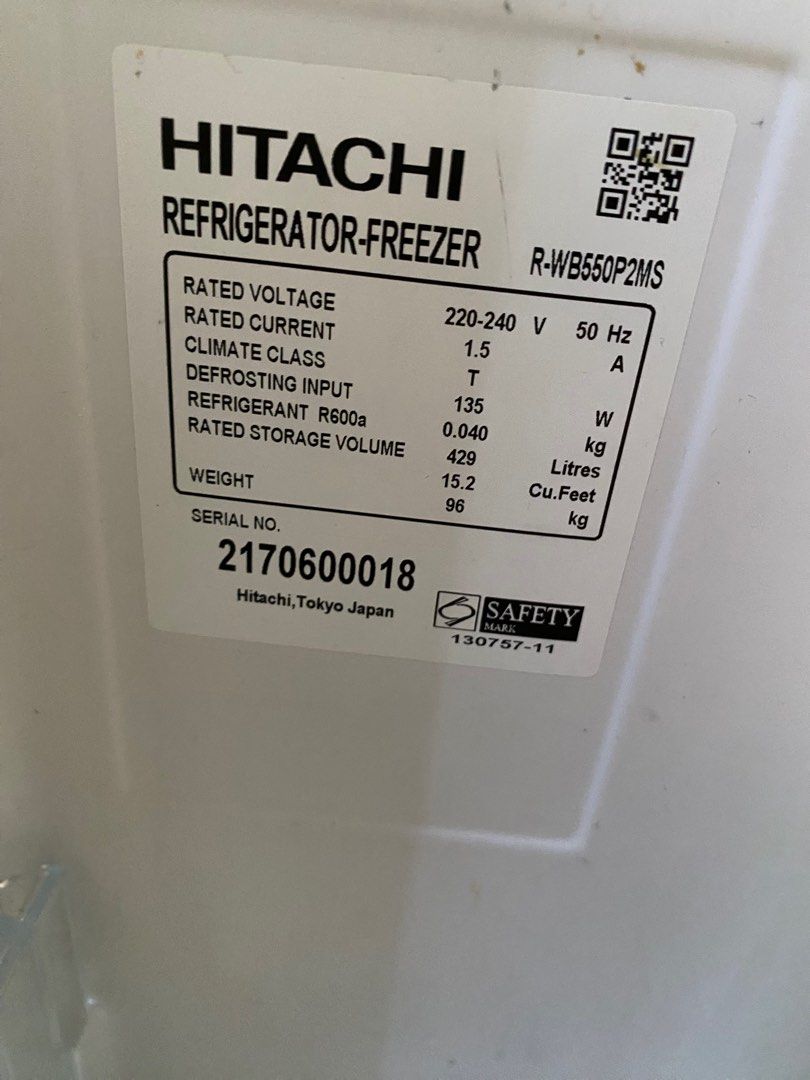 HITACHI
REFRIGERATOR-FREEZER R-WB550P2MS
RATED VOLTAGE 220-240 V 50 Hz
RATED CURRENT 1.5 A
CLIMATE CLASS T
DEFROSTING INPUT 135 W
REFRIGERANT R600a 0.040 kg
RATED STORAGE VOLUME 429 Litres
15.2 Cu.Feet
WEIGHT 96 kg
SERIAL NO.
2170600018
Hitachi,Tokyo Japan
SAFETY
MARK
130757-11